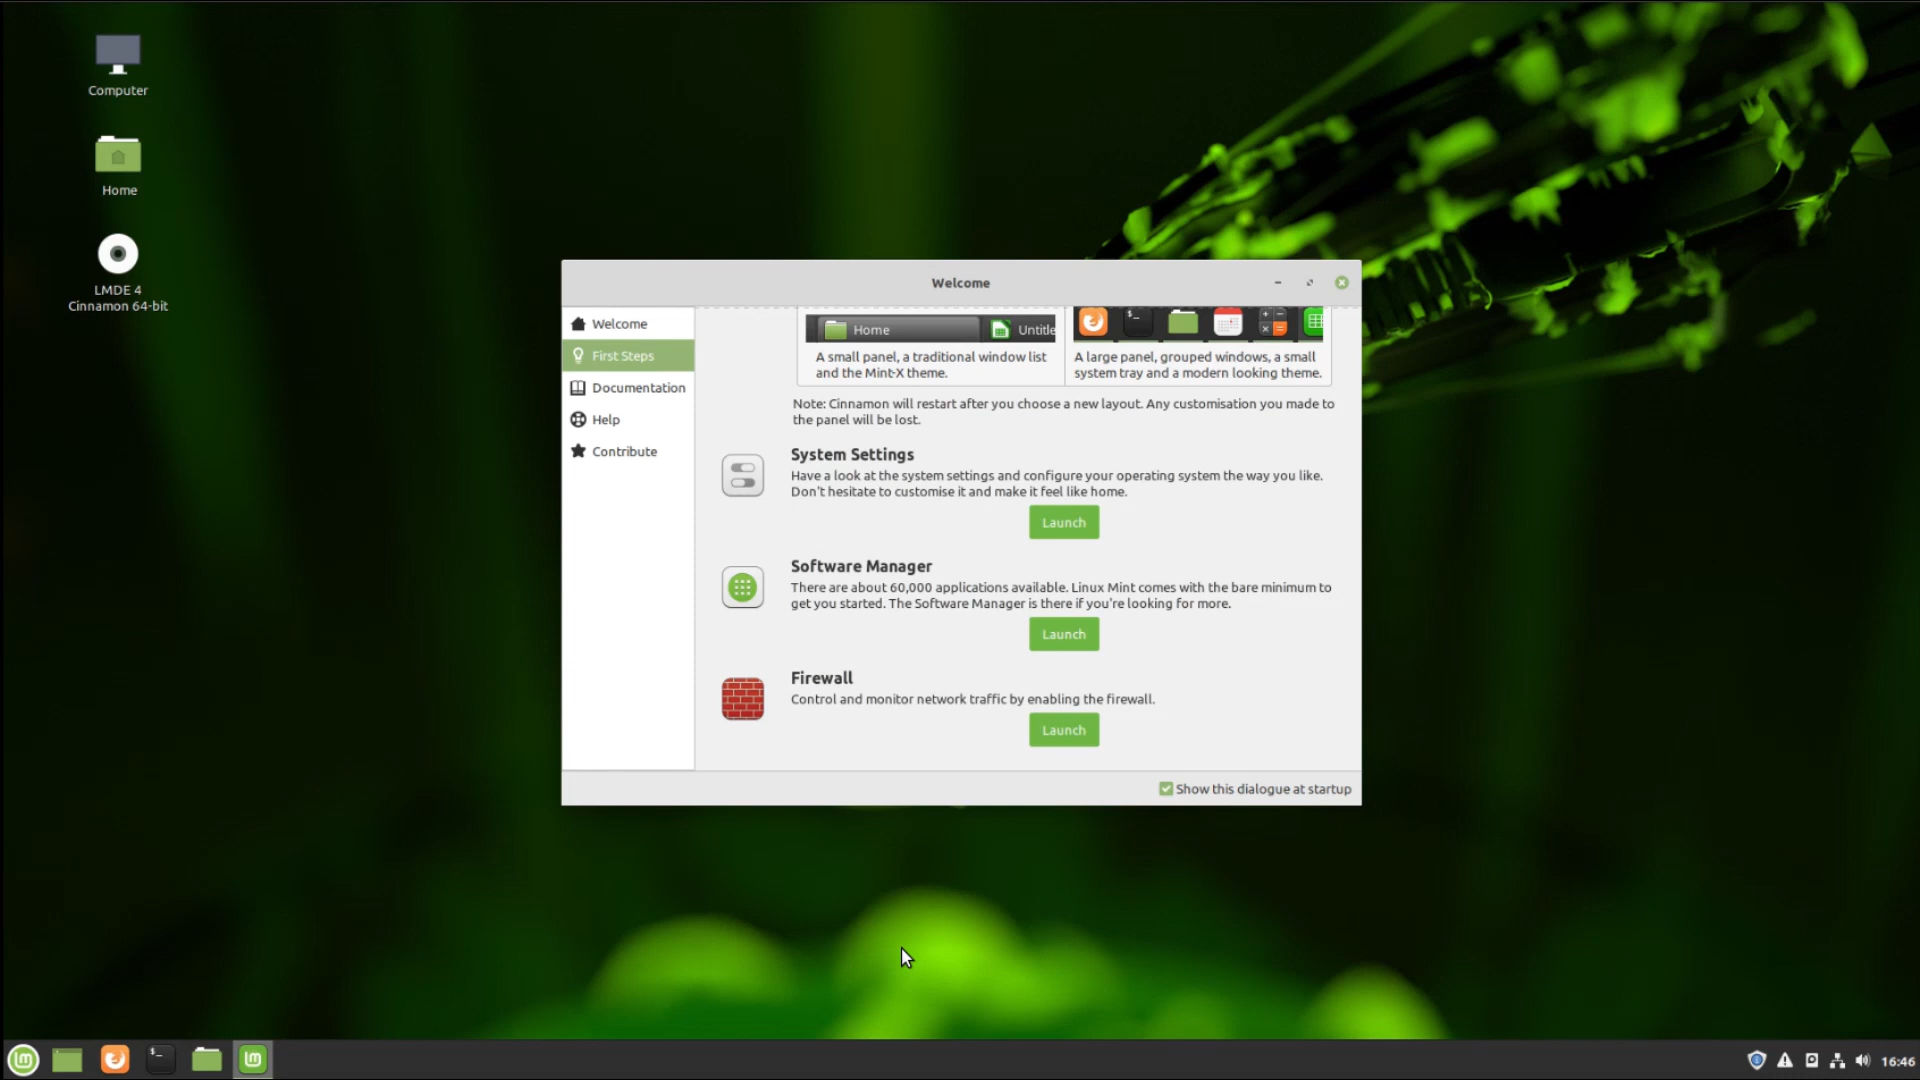 Computer
Home
LMDE 4
Cinnamon 64-bit
Welcome
Welcome
First Steps
Documentation
Help
Contribute
Home
Untitle
A small panel, a traditional window list
and the Mint-X theme.
A large panel, grouped windows, a small
system tray and a modern looking theme.
Note: Cinnamon will restart after you choose a new layout. Any customisation you made to
the panel will be lost.
System Settings
Have a look at the system settings and configure your operating system the way you like.
Don't hesitate to customise it and make it feel like home.
Launch
Software Manager
There are about 60,000 applications available. Linux Mint comes with the bare minimum to
get you started. The Software Manager is there if you're looking for more.
Launch
Firewall
Control and monitor network traffic by enabling the firewall.
Launch
Show this dialogue at startup
16:46